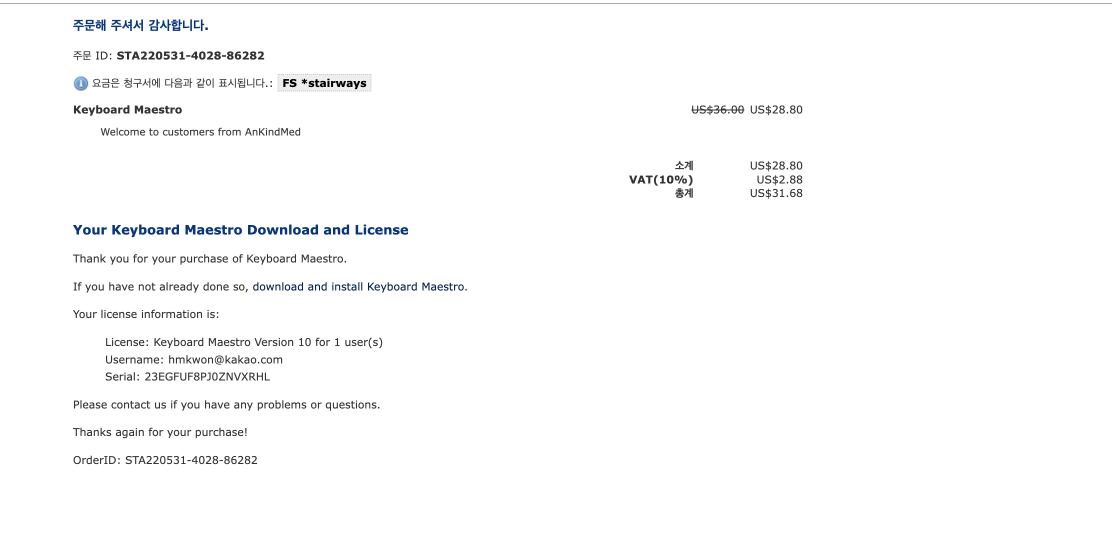 주문해 주셔서 감사합니다.
주문 ID: STA220531-4028-86282
요금은 청구서에 다음과 같이 표시됩니다.: FS *stairways
Keyboard Maestro US$36.00 US$28.80
Welcome to customers from AnKindMed
소계 US$28.80
VAT(10%) US$2.88
총계 US$31.68
Your Keyboard Maestro Download and License
Thank you for your purchase of Keyboard Maestro.
If you have not already done so, download and install Keyboard Maestro.
Your license information is:
License: Keyboard Maestro Version 10 for 1 user(s)
Username: hmkwon@kakao.com
Serial: 23EGFUF8PJ0ZNVXRHL
Please contact us if you have any problems or questions.
Thanks again for your purchase!
OrderID: STA220531-4028-86282